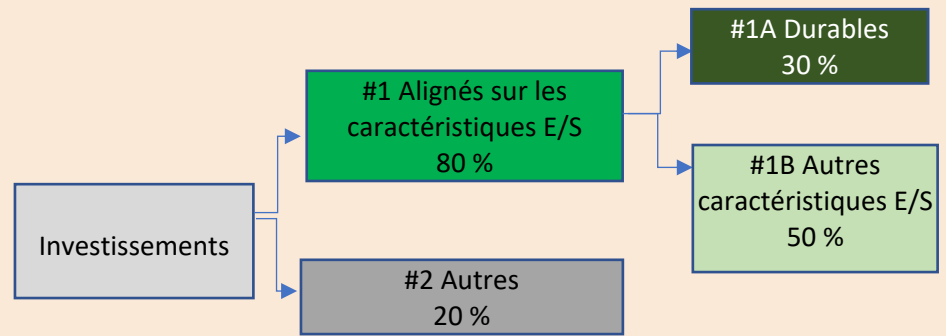 #1A Durables
30 %
#1 Alignés sur les
caractéristiques E/S
80 %
#1B Autres
caractéristiques E/S
50 %
Investissements
#2 Autres
20 %